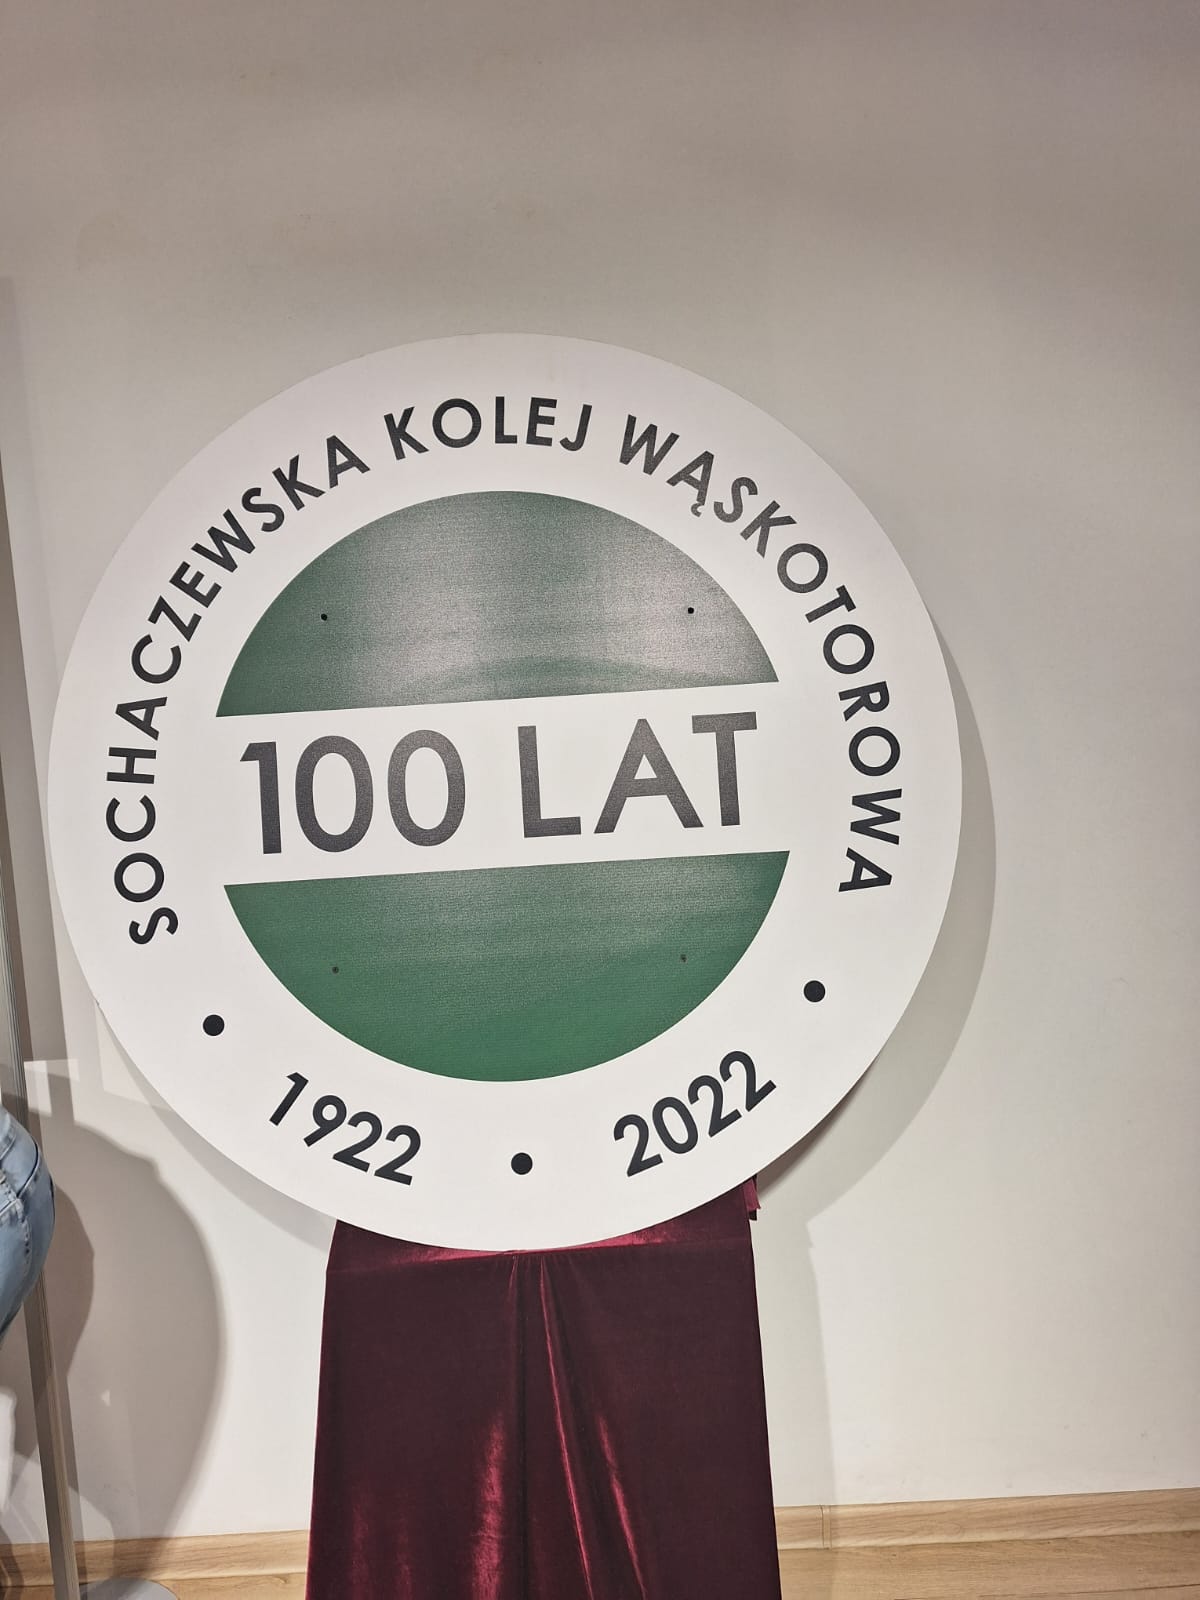 SOCHACZEWSKA KOLEJ WĄSKOTOROWA
100 LAT
• 1922 • 2022 •